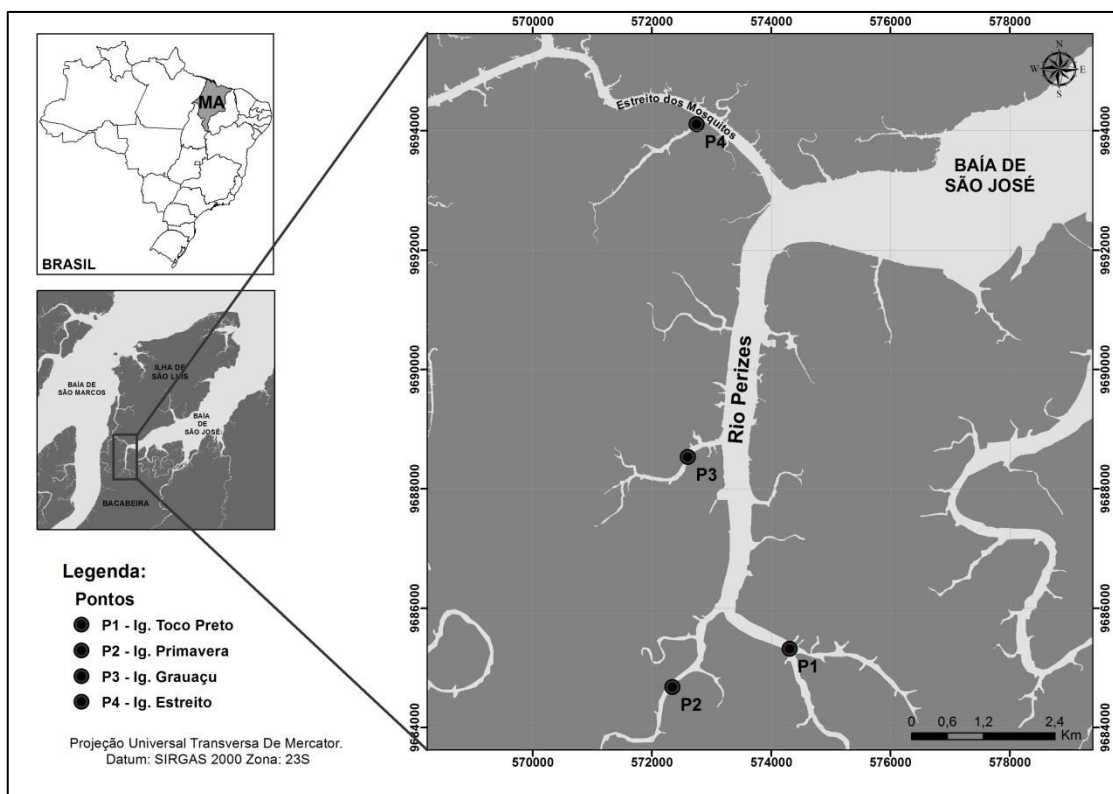 MA
BRASIL
BAÍA DE
SÃO MARCOS
ILHA DE
SÃO LUIS
BAÍA
DE
SÃO JOSÉ
BACABEIRA
Legenda:
Pontos
P1 - Ig. Toco Preto
P2 - Ig. Primavera
P3 - Ig. Grauaçu
P4 - Ig. Estreito
Projeção Universal Transversa De Mercator.
Datum: SIRGAS 2000 Zona: 23S
570000 572000 574000 576000 578000
N
W E
S
Estreito dos Mosquitos
P4
BAÍA DE
SÃO JOSÉ
Rio Perizes
P3
P1
P2
0 0,6 1,2 2,4
Km
9694000 9694000
9692000 9692000
9690000 9690000
9688000 9688000
9686000 9686000
9684000 9684000
570000 572000 574000 576000 578000